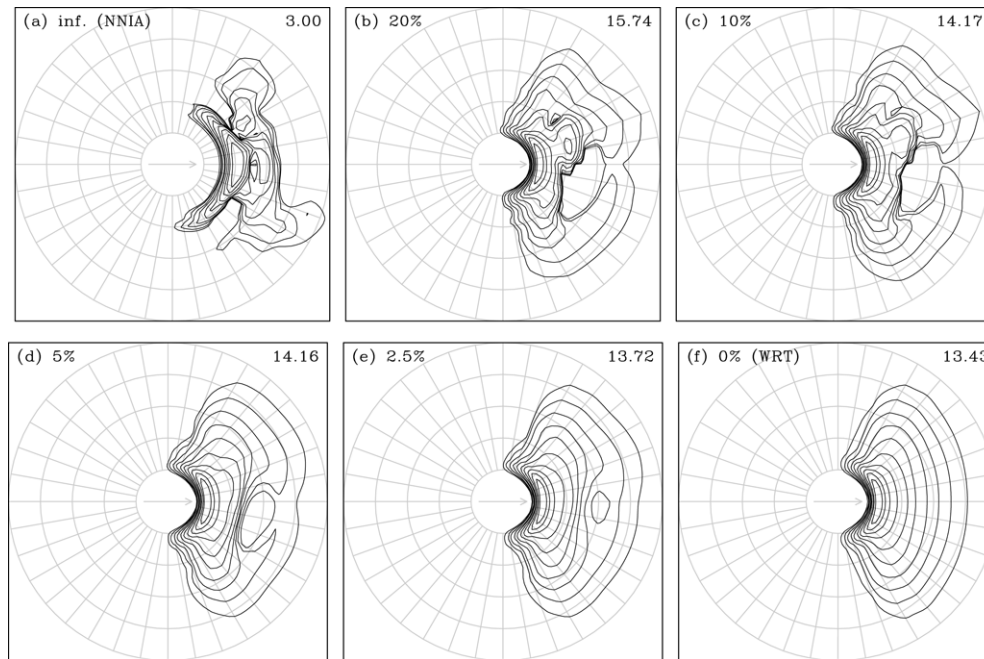 (a) inf. (NNIA) 3.00
(b) 20% 15.74
(c) 10% 14.17
(d) 5% 14.16
(e) 2.5% 13.72
(f) 0% (WRT) 13.43